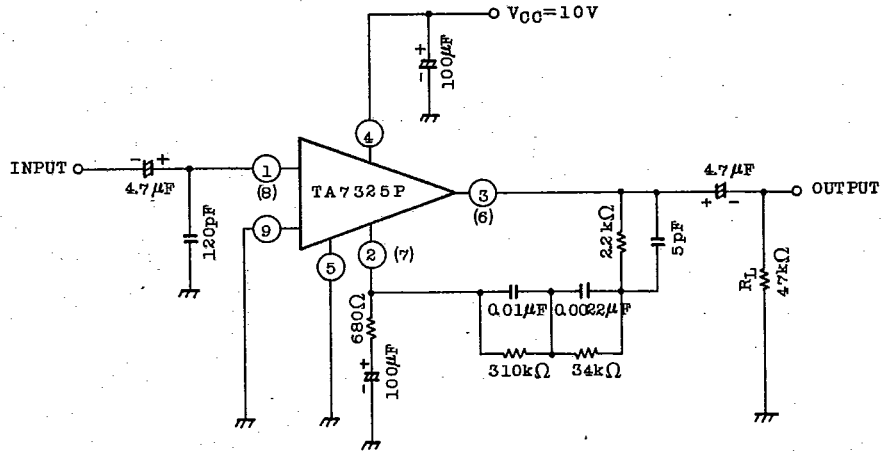 VCC=10V
+
-
100μF
4
INPUT
- +
4.7μF
1
(8)
TA7325P
3
(6)
4.7μF
+ -
OUTPUT
120pF
9
5
2
(7)
2.2kΩ
5pF
RL
47kΩ
680Ω
0.01μF
0.0022μF
310kΩ
34kΩ
+
-
100μF